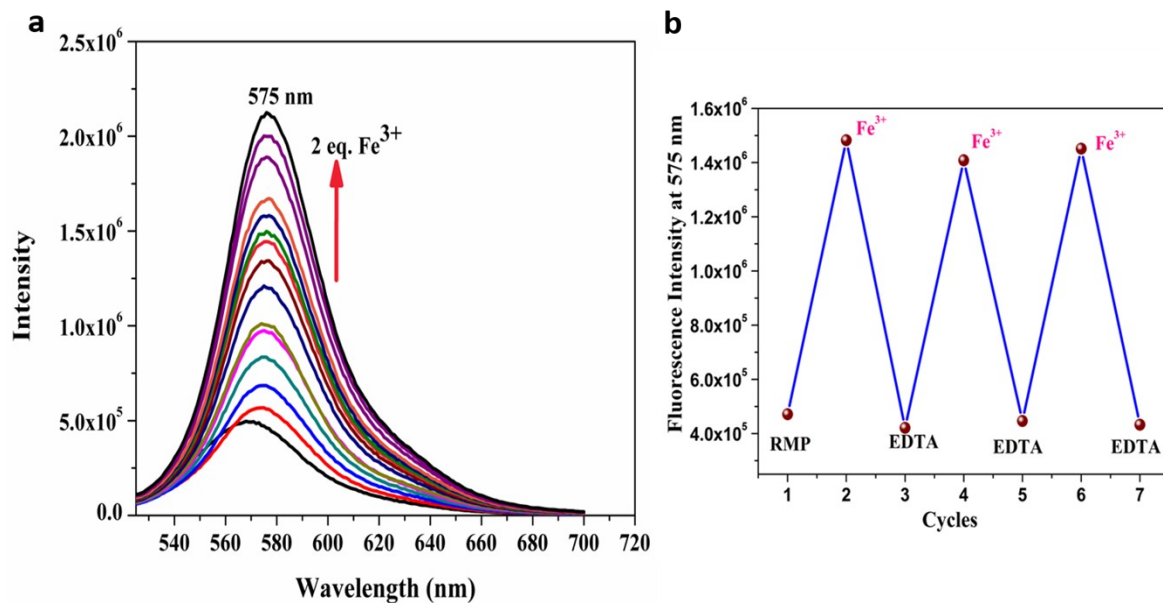 a
2.5x10⁶
2.0x10⁶
1.5x10⁶
1.0x10⁶
5.0x10⁵
0.0
Intensity
575 nm
2 eq. Fe³⁺
540 560 580 600 620 640 660 680 700 720
Wavelength (nm)
b
1.6x10⁶
1.4x10⁶
1.2x10⁶
1.0x10⁶
8.0x10⁵
6.0x10⁵
4.0x10⁵
Fluorescence Intensity at 575 nm
Fe³⁺
Fe³⁺
Fe³⁺
RMP
EDTA
EDTA
EDTA
1 2 3 4 5 6 7
Cycles